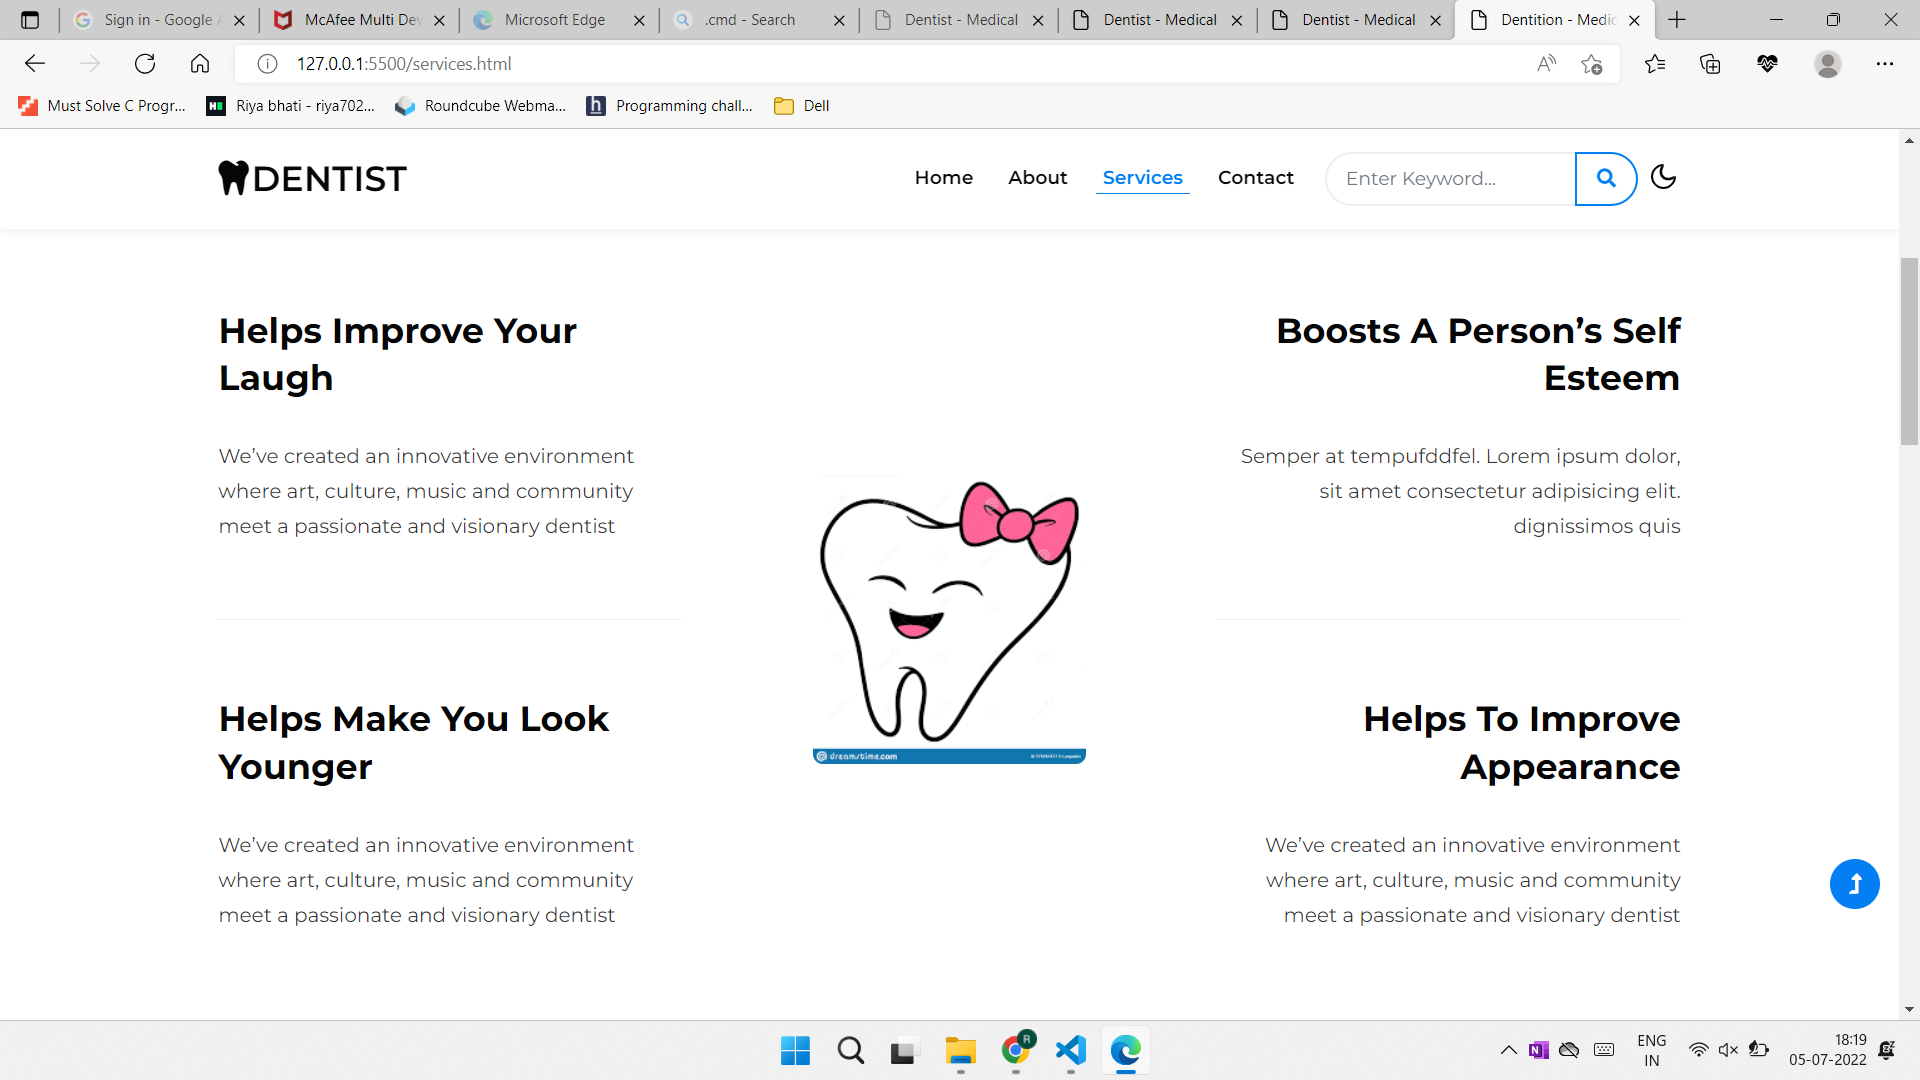 Sign in - Google A
McAfee Multi Dev
Microsoft Edge
.cmd - Search
Dentist - Medical
Dentist - Medical
Dentist - Medical
Dentition - Medic
127.0.0.1:5500/services.html
Must Solve C Progr...
Riya bhati - riya702...
Roundcube Webma...
Programming chall...
Dell
DENTIST
Home
About
Services
Contact
Enter Keyword...
Helps Improve Your
Laugh
We’ve created an innovative environment
where art, culture, music and community
meet a passionate and visionary dentist
Boosts A Person’s Self
Esteem
Semper at tempufddfel. Lorem ipsum dolor,
sit amet consectetur adipisicing elit.
dignissimos quis
dreamstime.com
Helps Make You Look
Younger
We’ve created an innovative environment
where art, culture, music and community
meet a passionate and visionary dentist
Helps To Improve
Appearance
We’ve created an innovative environment
where art, culture, music and community
meet a passionate and visionary dentist
R
N
ENG
IN
18:19
05-07-2022